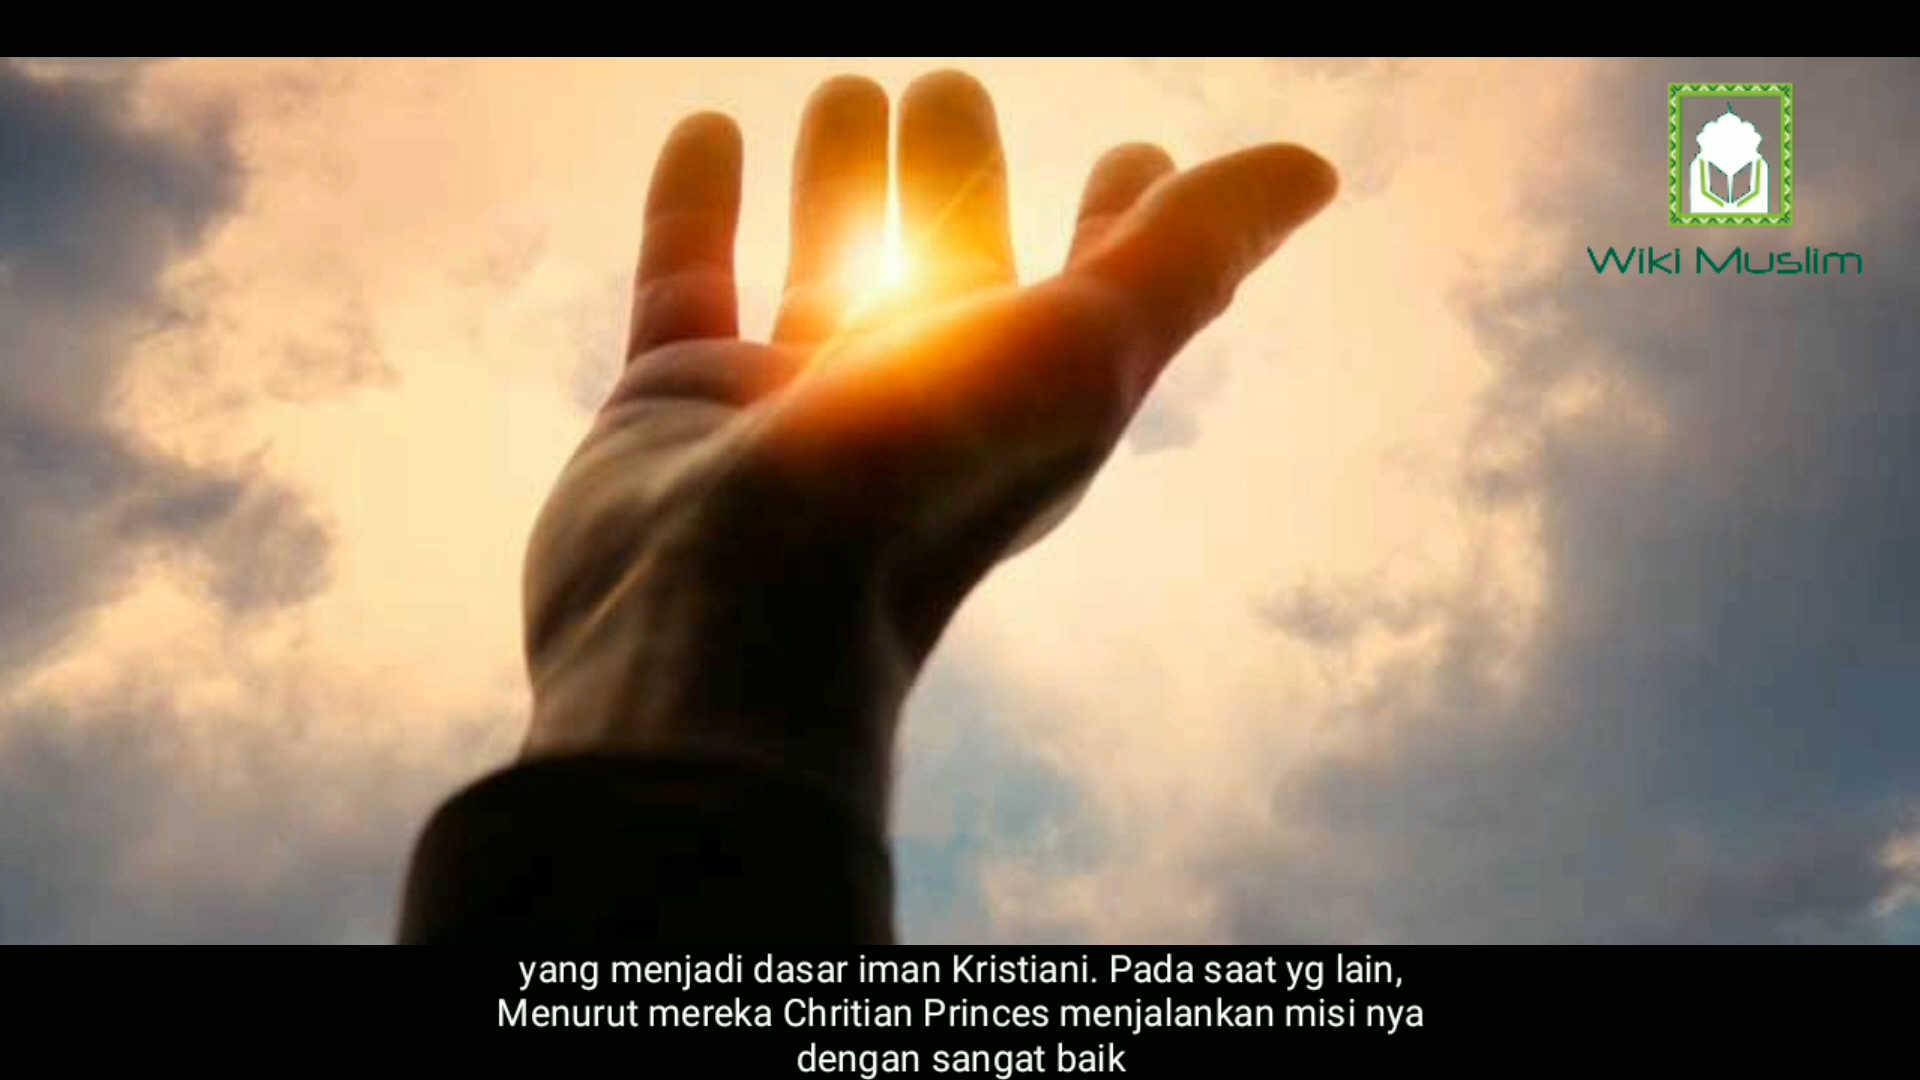 Wiki Muslim
yang menjadi dasar iman Kristiani. Pada saat yg lain,
Menurut mereka Chritian Princes menjalankan misi nya
dengan sangat baik